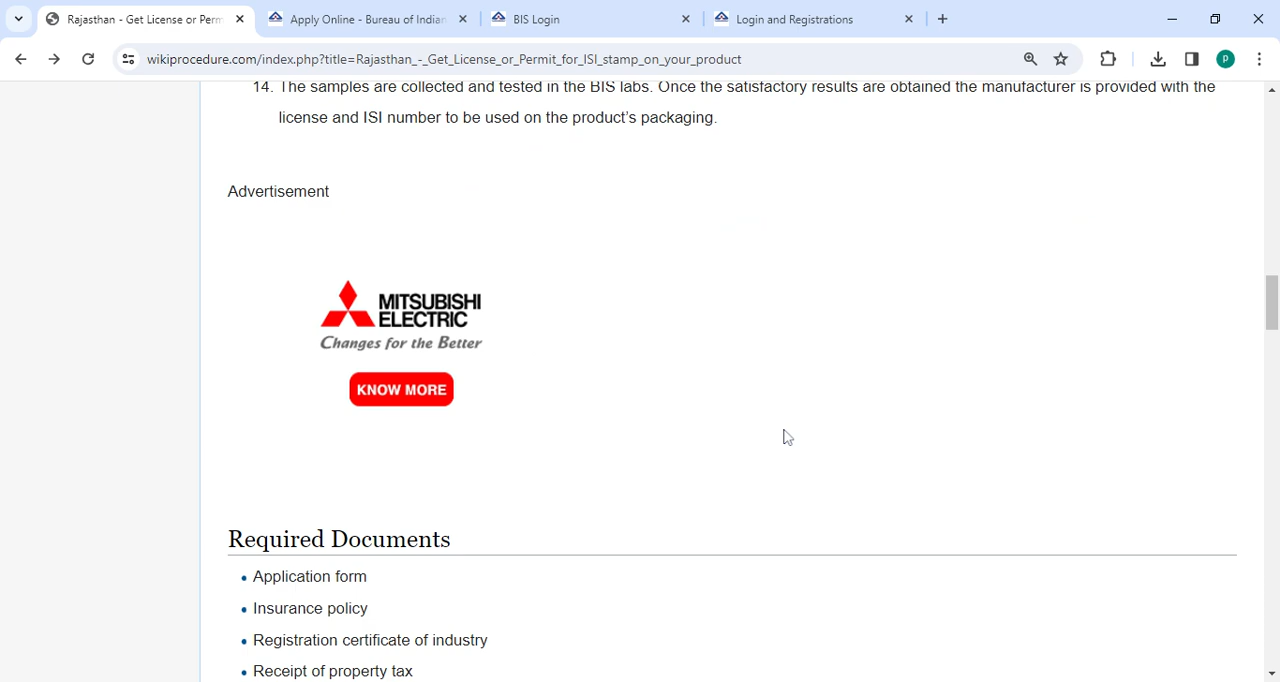 Rajasthan - Get License or Perm
Apply Online - Bureau of Indian
BIS Login
Login and Registrations
wikiprocedure.com/index.php?title=Rajasthan_-_Get_License_or_Permit_for_ISI_stamp_on_your_product
P
14. The samples are collected and tested in the BIS labs. Once the satisfactory results are obtained the manufacturer is provided with the
license and ISI number to be used on the product's packaging.
Advertisement
MITSUBISHI
ELECTRIC
Changes for the Better
KNOW MORE
Required Documents
• Application form
• Insurance policy
• Registration certificate of industry
• Receipt of property tax